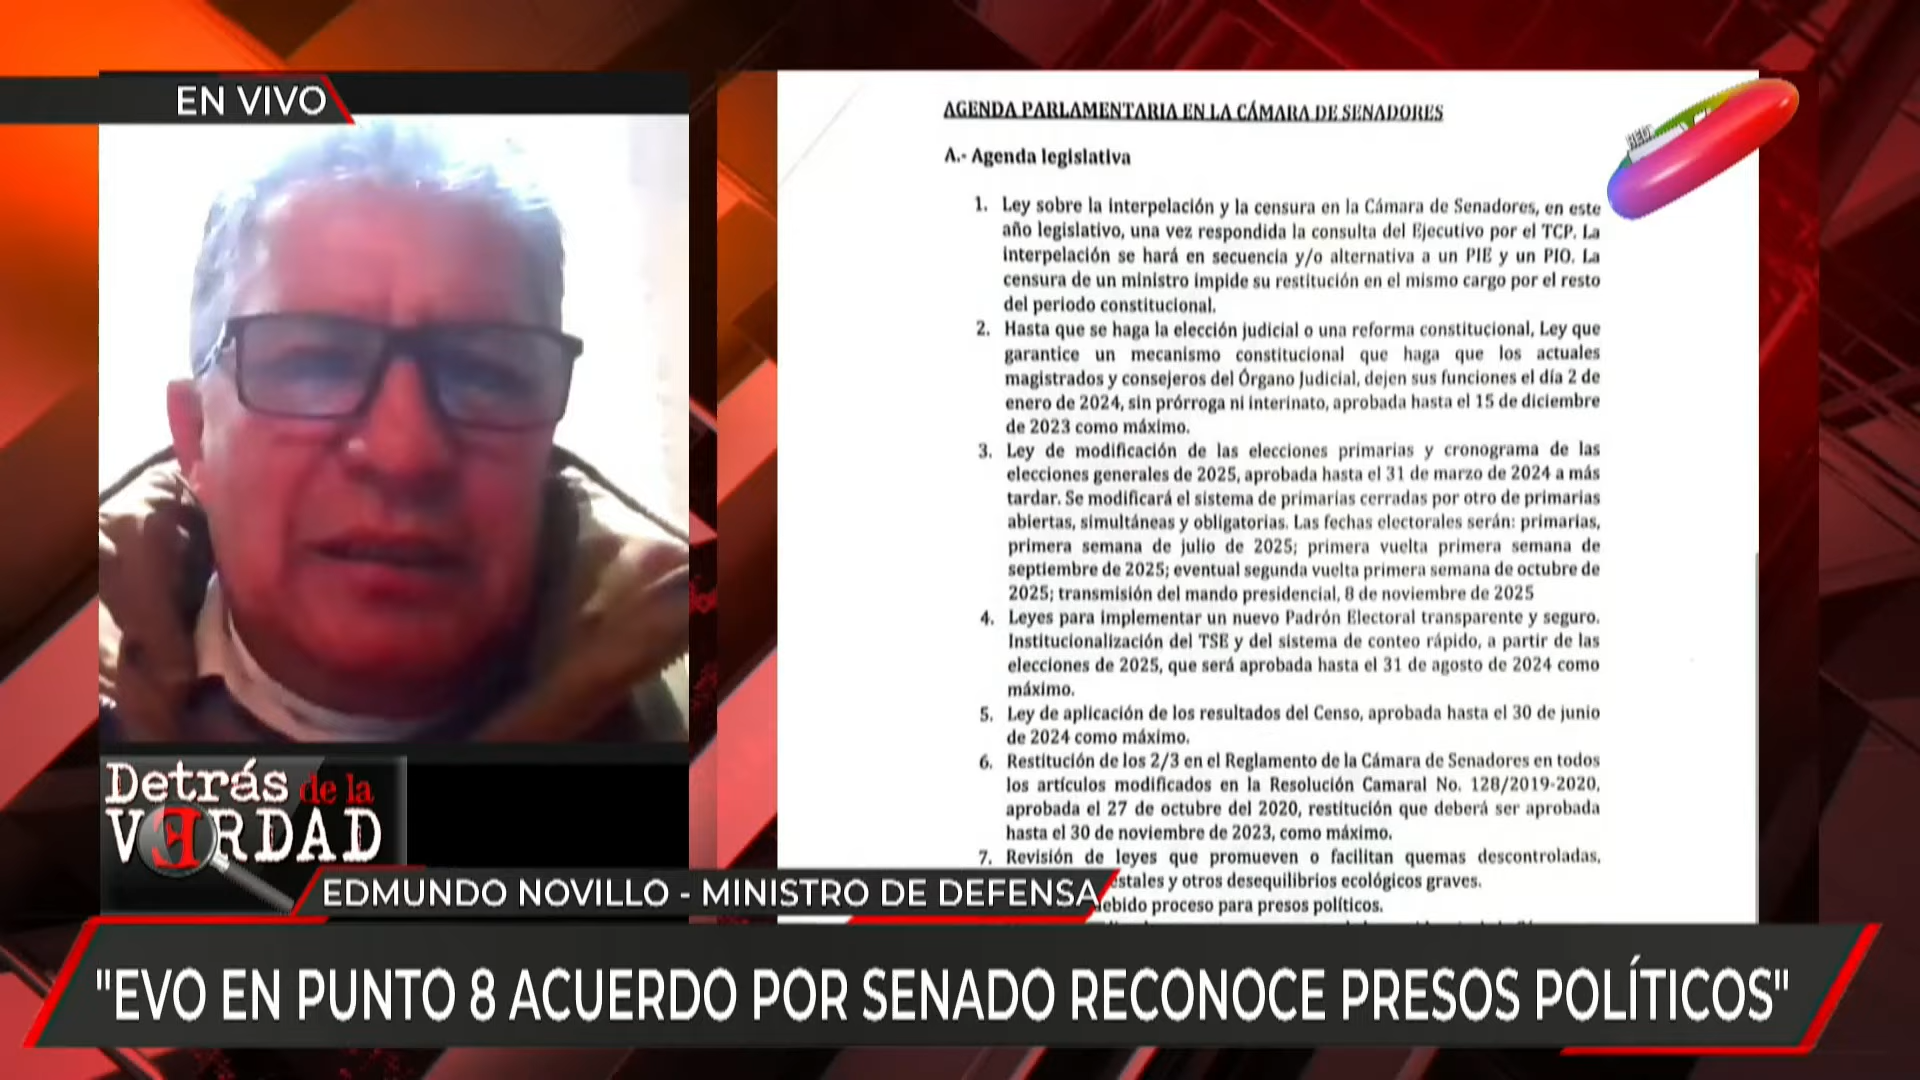 EN VIVO
AGENDA PARLAMENTARIA EN LA CÁMARA DE SENADORES
A.- Agenda legislativa
1. Ley sobre la interpelación y la censura en la Cámara de Senadores, en este
año legislativo, una vez respondida la consulta del Ejecutivo por el TCP. La
interpelación se hará en secuencia y/o alternativa a un PIE y un PIO. La
censura de un ministro impide su restitución en el mismo cargo por el resto
del periodo constitucional.
2. Hasta que se haga la elección judicial o una reforma constitucional, Ley que
garantice un mecanismo constitucional que haga que los actuales
magistrados y consejeros del Órgano Judicial, dejen sus funciones el día 2 de
enero de 2024, sin prórroga ni interinato, aprobada hasta el 15 de diciembre
de 2023 como máximo.
3. Ley de modificación de las elecciones primarias y cronograma de las
elecciones generales de 2025, aprobada hasta el 31 de marzo de 2024 a más
tardar. Se modificará el sistema de primarias cerradas por otro de primarias
abiertas, simultáneas y obligatorias. Las fechas electorales serán: primarias,
primera semana de julio de 2025; primera vuelta primera semana de
septiembre de 2025; eventual segunda vuelta primera semana de octubre de
2025; transmisión del mando presidencial, 8 de noviembre de 2025
4. Leyes para implementar un nuevo Padrón Electoral transparente y seguro.
Institucionalización del TSE y del sistema de conteo rápido, a partir de las
elecciones de 2025, que será aprobada hasta el 31 de agosto de 2024 como
máximo.
5. Ley de aplicación de los resultados del Censo, aprobada hasta el 30 de junio
de 2024 como máximo.
6. Restitución de los 2/3 en el Reglamento de la Cámara de Senadores en todos
los artículos modificados en la Resolución Camaral No. 128/2019-2020,
aprobada el 27 de octubre del 2020, restitución que deberá ser aprobada
hasta el 30 de noviembre de 2023, como máximo.
7. Revisión de leyes que promueven o facilitan quemas descontroladas,
estales y otros desequilibrios ecológicos graves.
ebido proceso para presos políticos.
Detrás de la
VERDAD
EDMUNDO NOVILLO - MINISTRO DE DEFENSA
"EVO EN PUNTO 8 ACUERDO POR SENADO RECONOCE PRESOS POLÍTICOS"